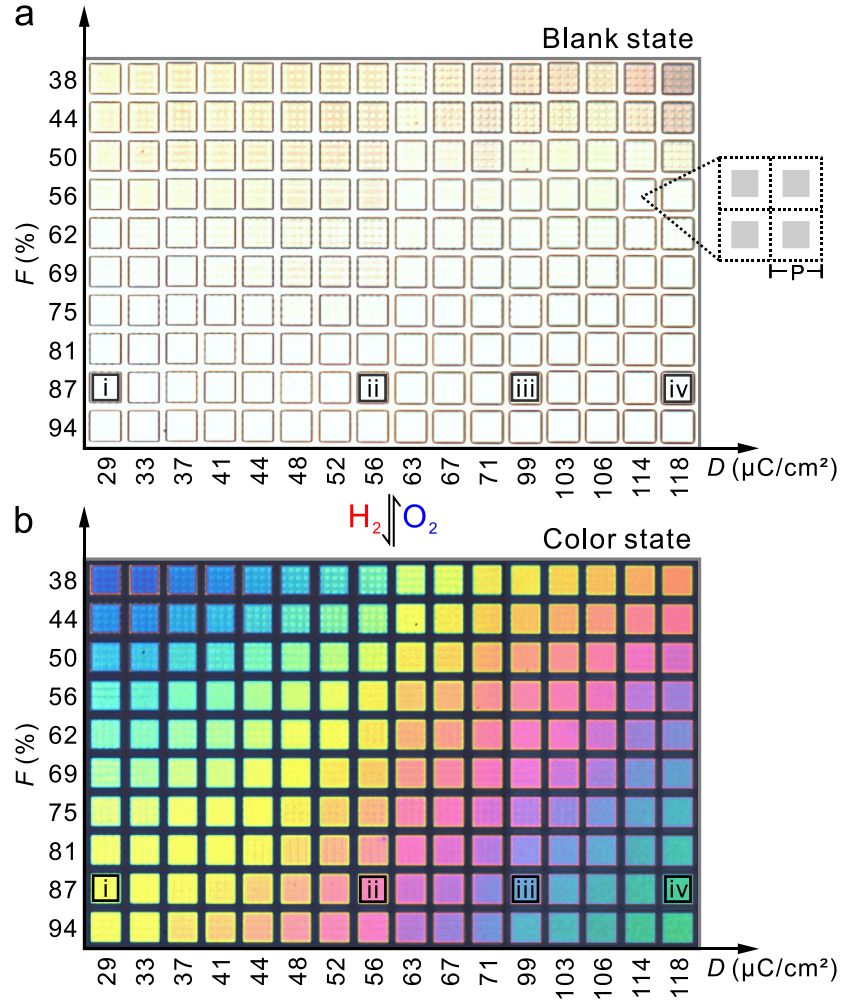 a
Blank state
38
44
50
56
62
69
75
81
87
94
F (%)
i ii iii iv
P
29 33 37 41 44 48 52 56 63 67 71 99 103 106 114 118
D (µC/cm²)
H₂ O₂
b
Color state
38
44
50
56
62
69
75
81
87
94
F (%)
i ii iii iv
29 33 37 41 44 48 52 56 63 67 71 99 103 106 114 118
D (µC/cm²)